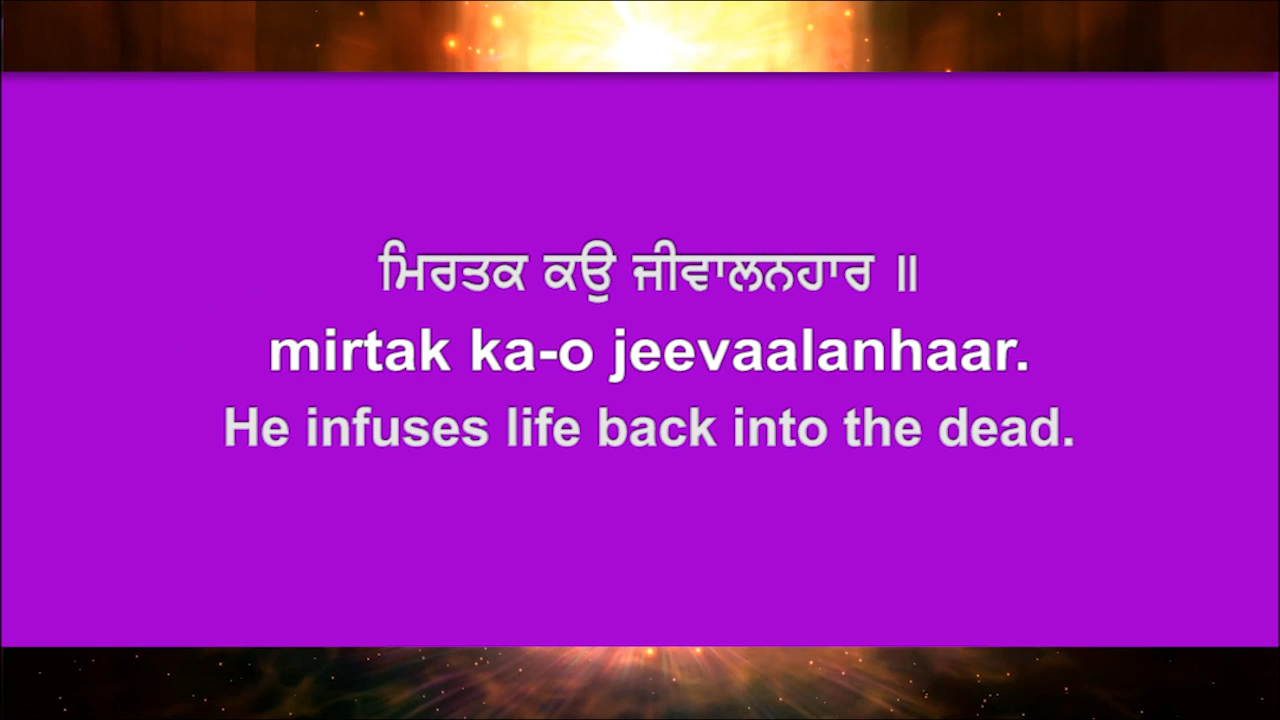 ਮਿਰਤਕ ਕਉ ਜੀਵਾਲਨਹਾਰ ॥
mirtak ka-o jeevaalanhaar.
He infuses life back into the dead.